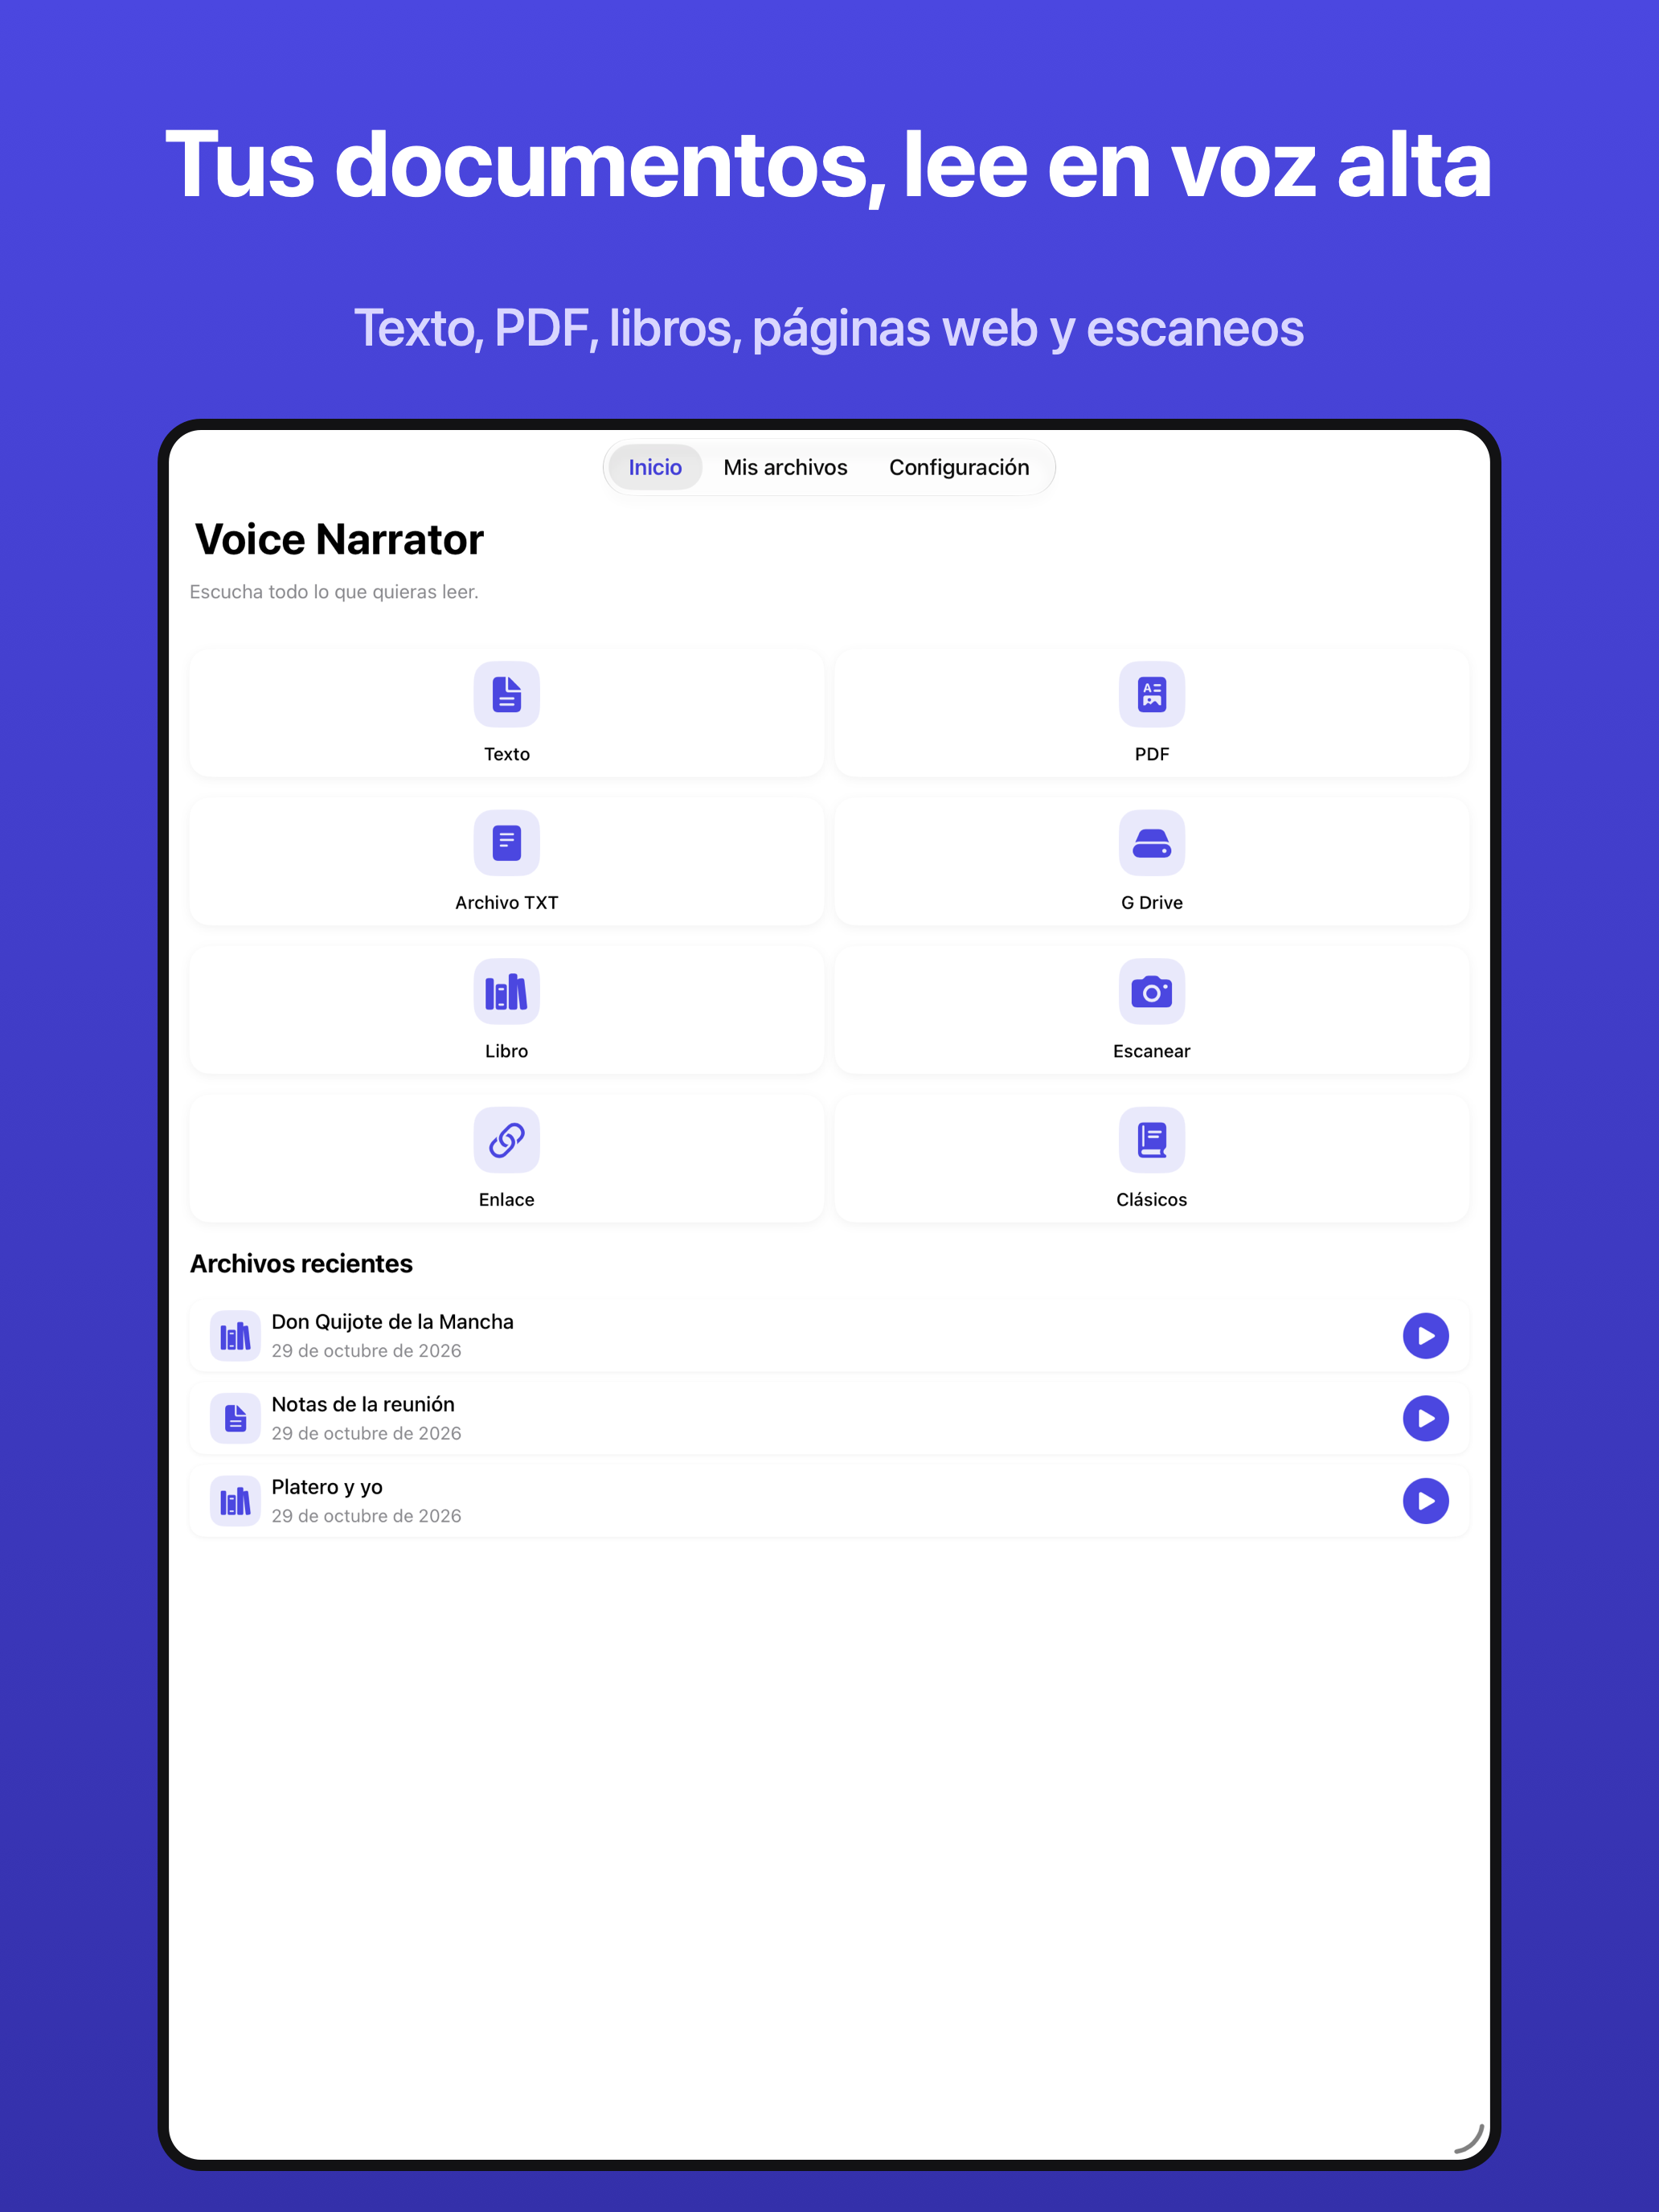 Tus documentos, lee en voz alta
Texto, PDF, libros, páginas web y escaneos
Inicio Mis archivos Configuración
Voice Narrator
Escucha todo lo que quieras leer.
Texto PDF
Archivo TXT G Drive
Libro Escanear
Enlace Clásicos
Archivos recientes
Don Quijote de la Mancha
29 de octubre de 2026
Notas de la reunión
29 de octubre de 2026
Platero y yo
29 de octubre de 2026